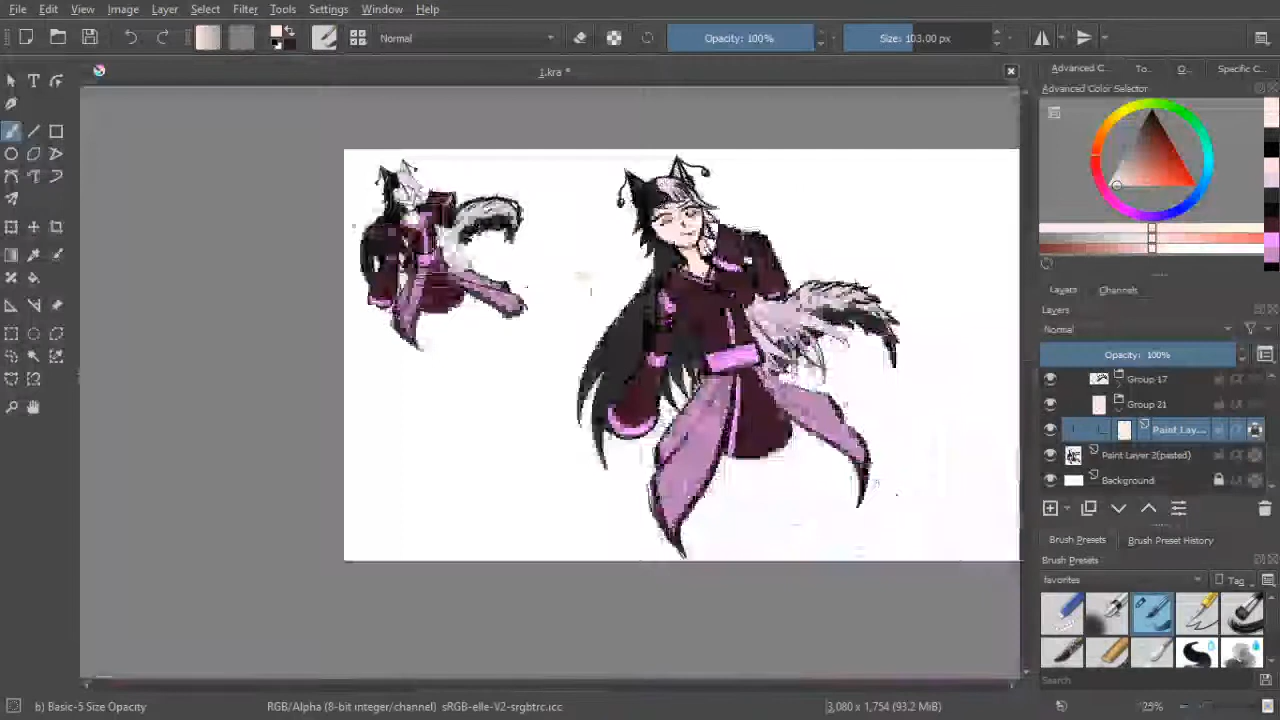 File Edit View Image Layer Select Filter Tools Settings Window Help
Normal Opacity: 100% Size: 103.00 px
1.kra *
Advanced C... To... O... Specific C...
Advanced Color Selector
Layers Channels
Layers
Normal
Opacity: 100%
Group 17
Group 21
Paint Lay...
Paint Layer 2(pasted)
Background
Brush Presets Brush Preset History
Brush Presets
favorites Tag
Search
b) Basic-5 Size Opacity RGB/Alpha (8-bit integer/channel) sRGB-elle-V2-srgbtrc.icc 3,080 x 1,754 (93.2 MiB) 25%